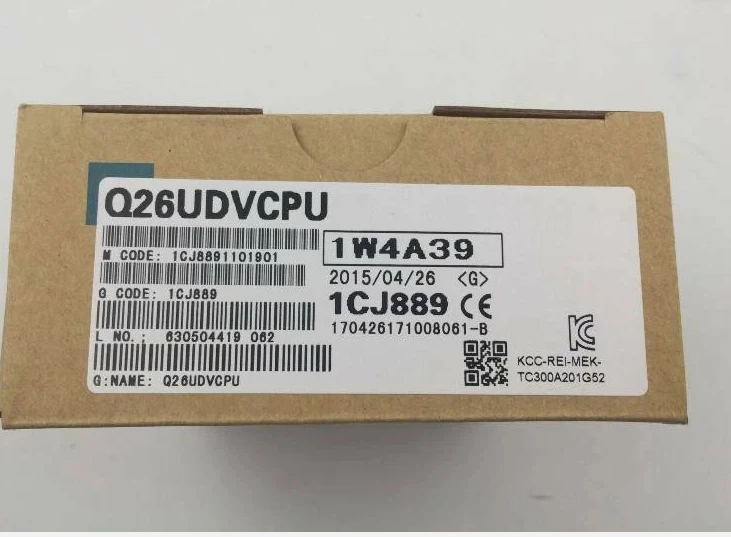 Q26UDVCPU
M CODE: 1CJ8891101901
G CODE: 1CJ889
L NO.; 630504419 062
G:NAME: Q26UDVCPU
1W4A39
2015/04/26 <G>
1CJ889 CE
170426171008061-B
KC
KCC-REI-MEK-
TC300A201G52